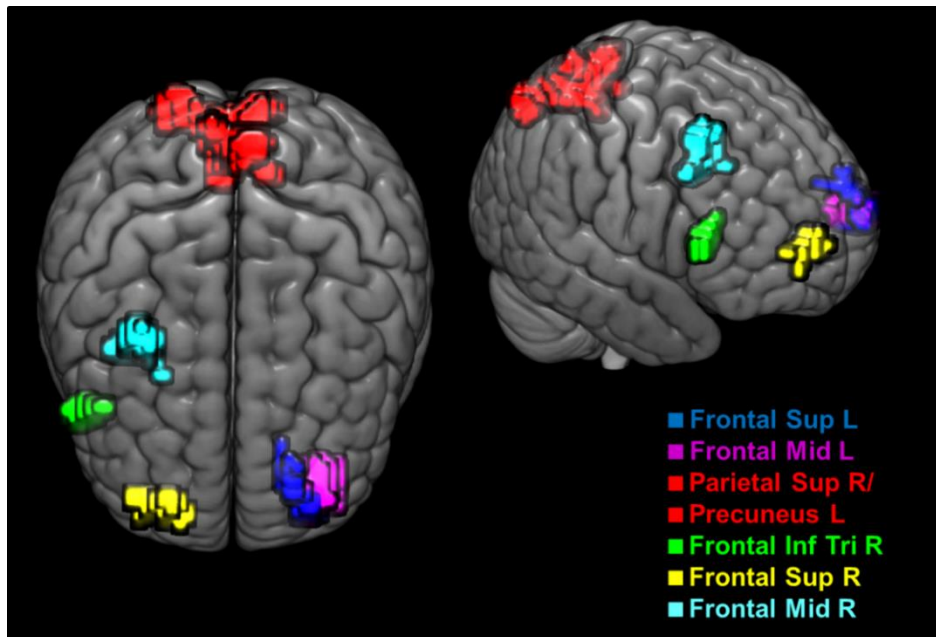 Frontal Sup L
Frontal Mid L
Parietal Sup R/
Precuneus L
Frontal Inf Tri R
Frontal Sup R
Frontal Mid R